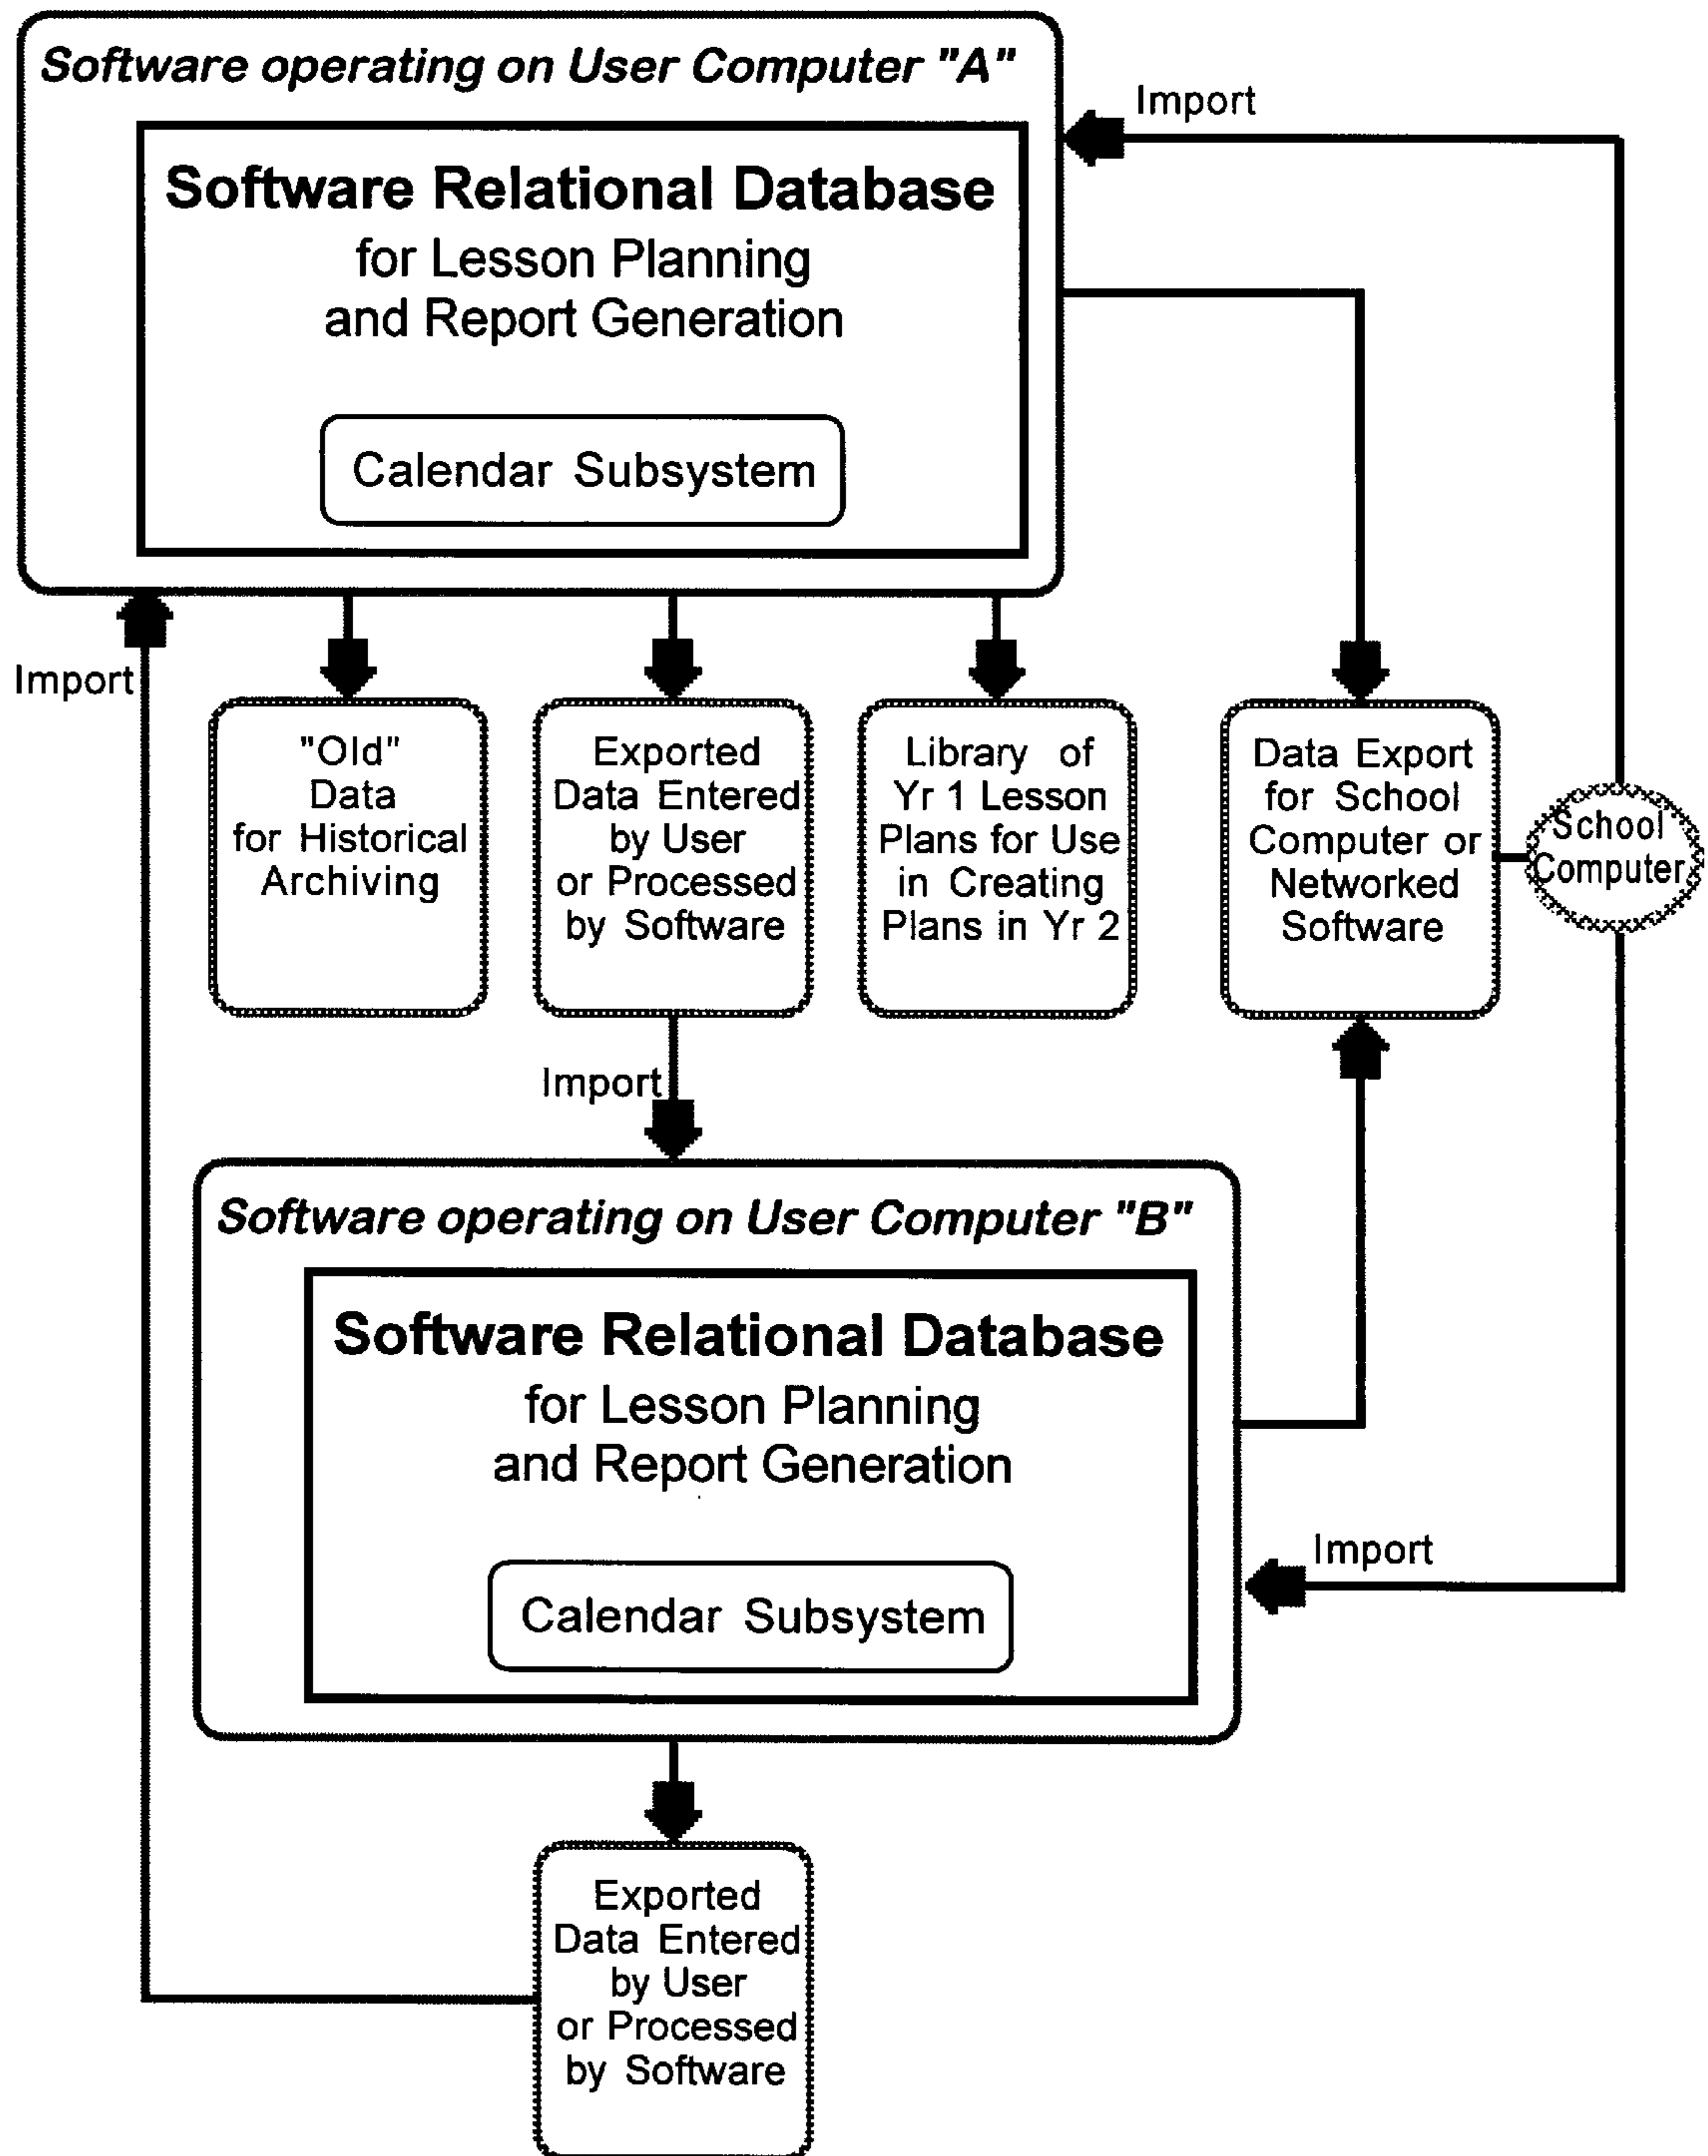 Software operating on User Computer "A"
Import
Software Relational Database
for Lesson Planning
and Report Generation
Calendar Subsystem
Import
"Old"
Data
for Historical
Archiving
Exported
Data Entered
by User
or Processed
by Software
Library of
Yr 1 Lesson
Plans for Use
in Creating
Plans in Yr 2
Data Export
for School
Computer or
Networked
Software
School
Computer
Import
Software operating on User Computer "B"
Software Relational Database
for Lesson Planning
and Report Generation
Import
Calendar Subsystem
Exported
Data Entered
by User
or Processed
by Software